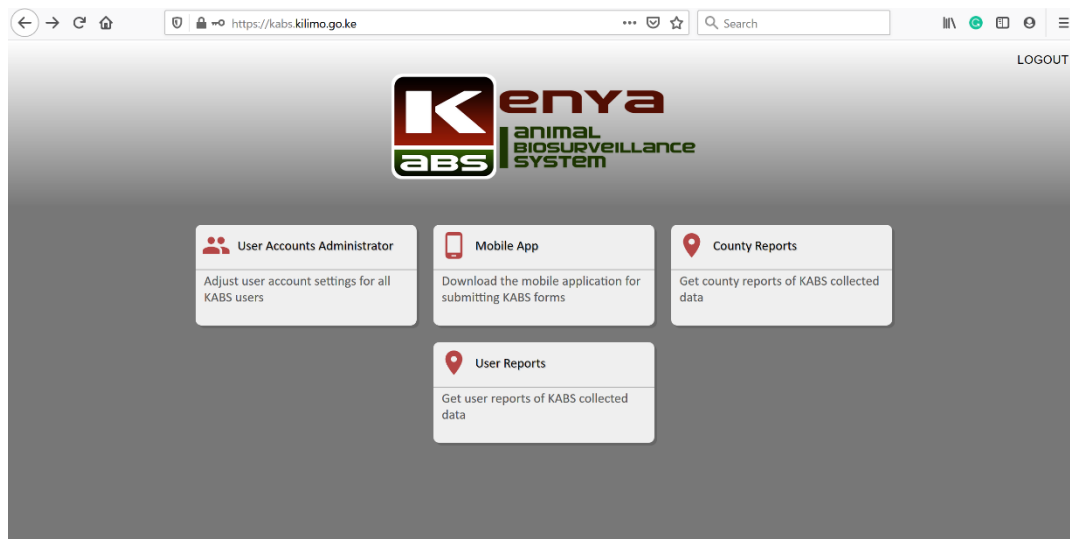 https://kabs.kilimo.go.ke
Search
LOGOUT
K enya
aBS
animal
BIOSURVEILLance
SYSTEM
User Accounts Administrator
Adjust user account settings for all
KABS users
Mobile App
Download the mobile application for
submitting KABS forms
County Reports
Get county reports of KABS collected
data
User Reports
Get user reports of KABS collected
data